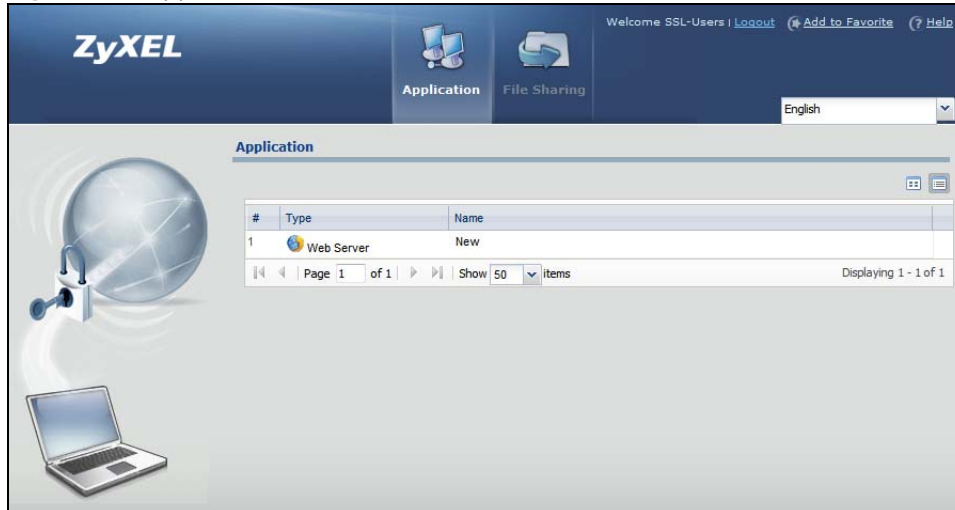 Welcome SSL-Users | Logout Add to Favorite ? Help
ZyXEL
Application File Sharing
English
Application
# Type Name
1 Web Server New
Page 1 of 1 Show 50 items Displaying 1 - 1 of 1